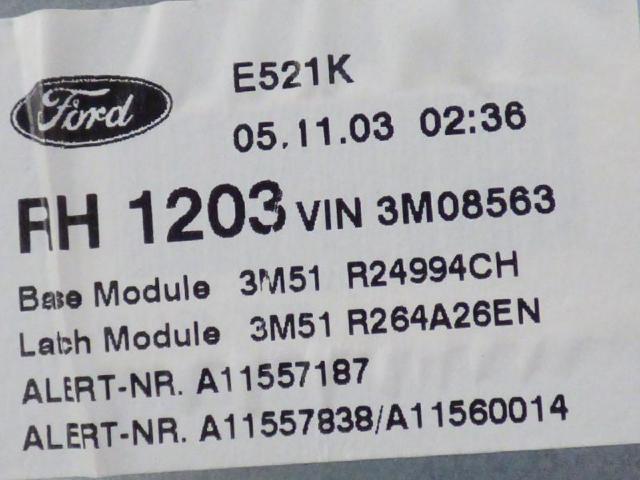 Ford
E521K
05.11.03 02:36
RH 1203 VIN 3M08563
Base Module 3M51 R24994CH
Latch Module 3M51 R264A26EN
ALERT-NR. A11557187
ALERT-NR. A11557838/A11560014